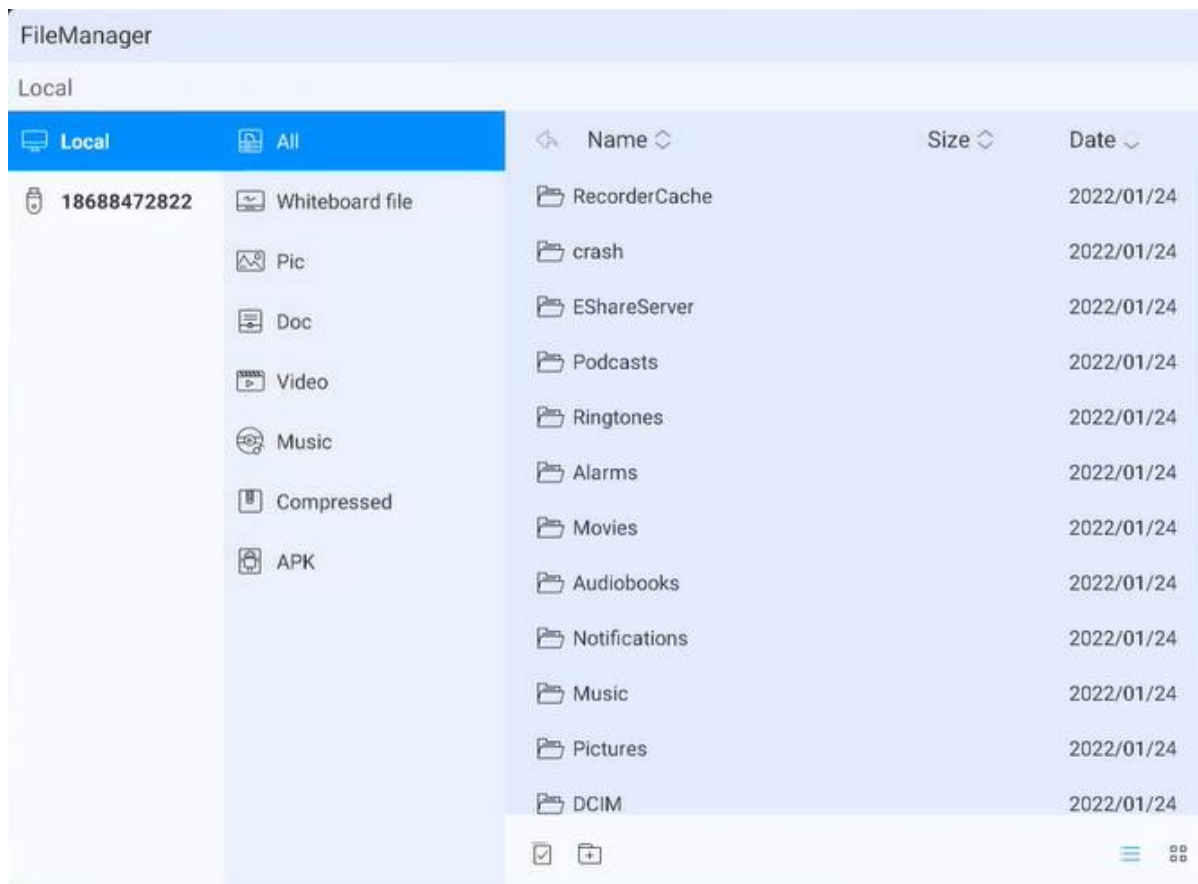 FileManager
Local
Local
18688472822
All
Whiteboard file
Pic
Doc
Video
Music
Compressed
APK
Name Size Date
RecorderCache 2022/01/24
crash 2022/01/24
EShareServer 2022/01/24
Podcasts 2022/01/24
Ringtones 2022/01/24
Alarms 2022/01/24
Movies 2022/01/24
Audiobooks 2022/01/24
Notifications 2022/01/24
Music 2022/01/24
Pictures 2022/01/24
DCIM 2022/01/24